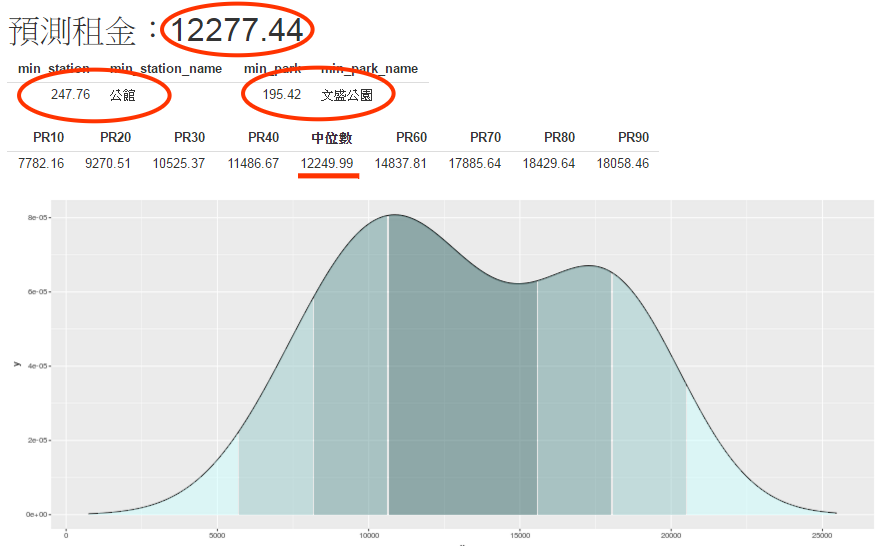 預測租金：12277.44
min_station min_station_name min_park min_park_name
247.76 公館 195.42 文盛公園
PR10 PR20 PR30 PR40 中位數 PR60 PR70 PR80 PR90
7782.16 9270.51 10525.37 11486.67 12249.99 14837.81 17885.64 18429.64 18058.46
8e-05
6e-05
y
4e-05
2e-05
0e+00
0 5000 10000 15000 20000 25000